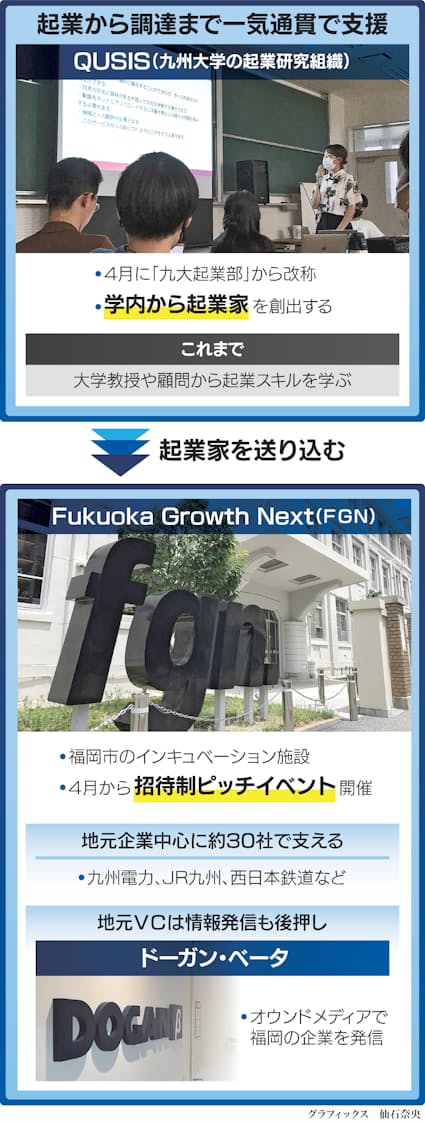 起業から調達まで一気通貫で支援
QUSIS(九州大学の起業研究組織)
•4月に「九大起業部」から改称
•学内から起業家を創出する
これまで
大学教授や顧問から起業スキルを学ぶ
起業家を送り込む
Fukuoka Growth Next(FGN)
fgn
•福岡市のインキュベーション施設
•4月から招待制ピッチイベント開催
地元企業中心に約30社で支える
•九州電力、JR九州、西日本鉄道など
地元VCは情報発信も後押し
ドーガン・ベータ
DOGAN β
•オウンドメディアで
福岡の企業を発信
グラフィックス 仙石奈央